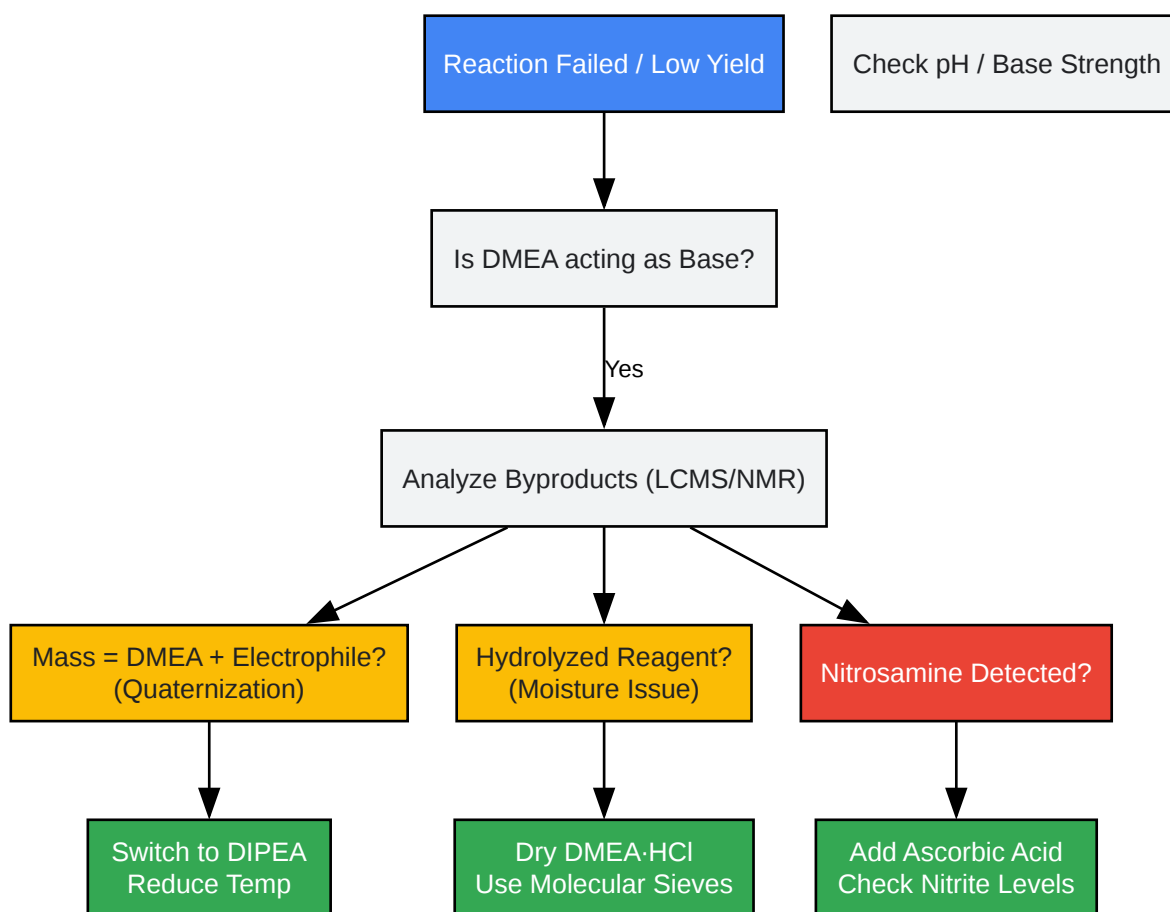 Reaction Failed / Low Yield
Check pH / Base Strength
Is DMEA acting as Base?
Yes
Analyze Byproducts (LCMS/NMR)
Mass = DMEA + Electrophile?
(Quaternization)
Hydrolyzed Reagent?
(Moisture Issue)
Nitrosamine Detected?
Switch to DIPEA
Reduce Temp
Dry DMEA·HCl
Use Molecular Sieves
Add Ascorbic Acid
Check Nitrite Levels